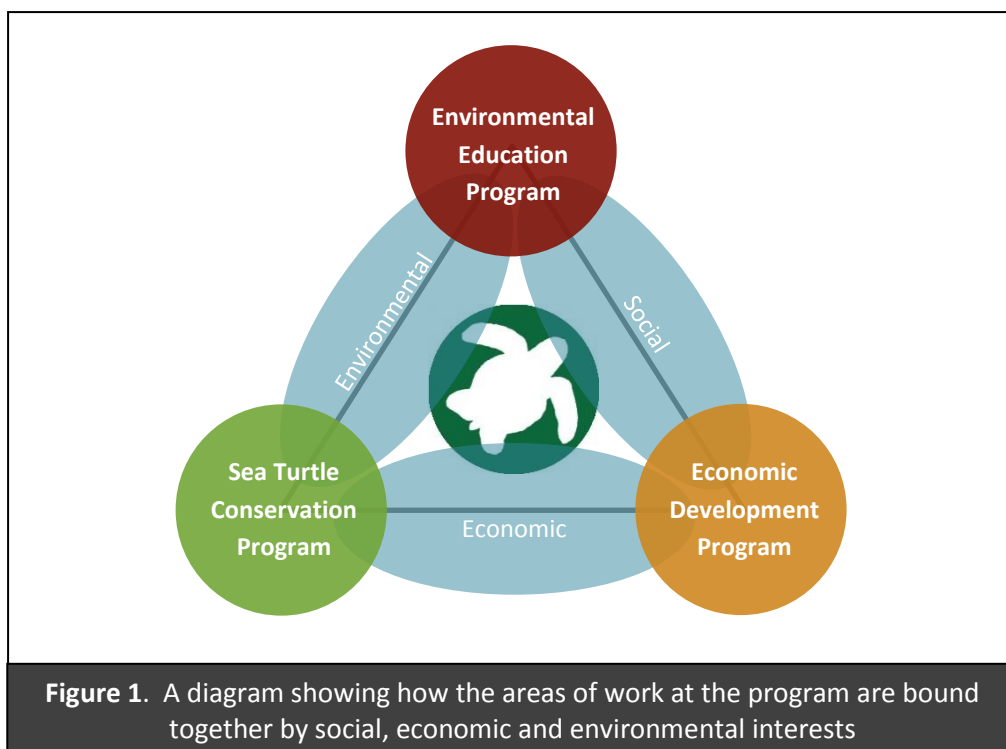 Environmental
Education
Program
Environmental
Social
Sea Turtle
Conservation
Program
Economic
Economic
Development
Program
Figure 1. A diagram showing how the areas of work at the program are bound
together by social, economic and environmental interests